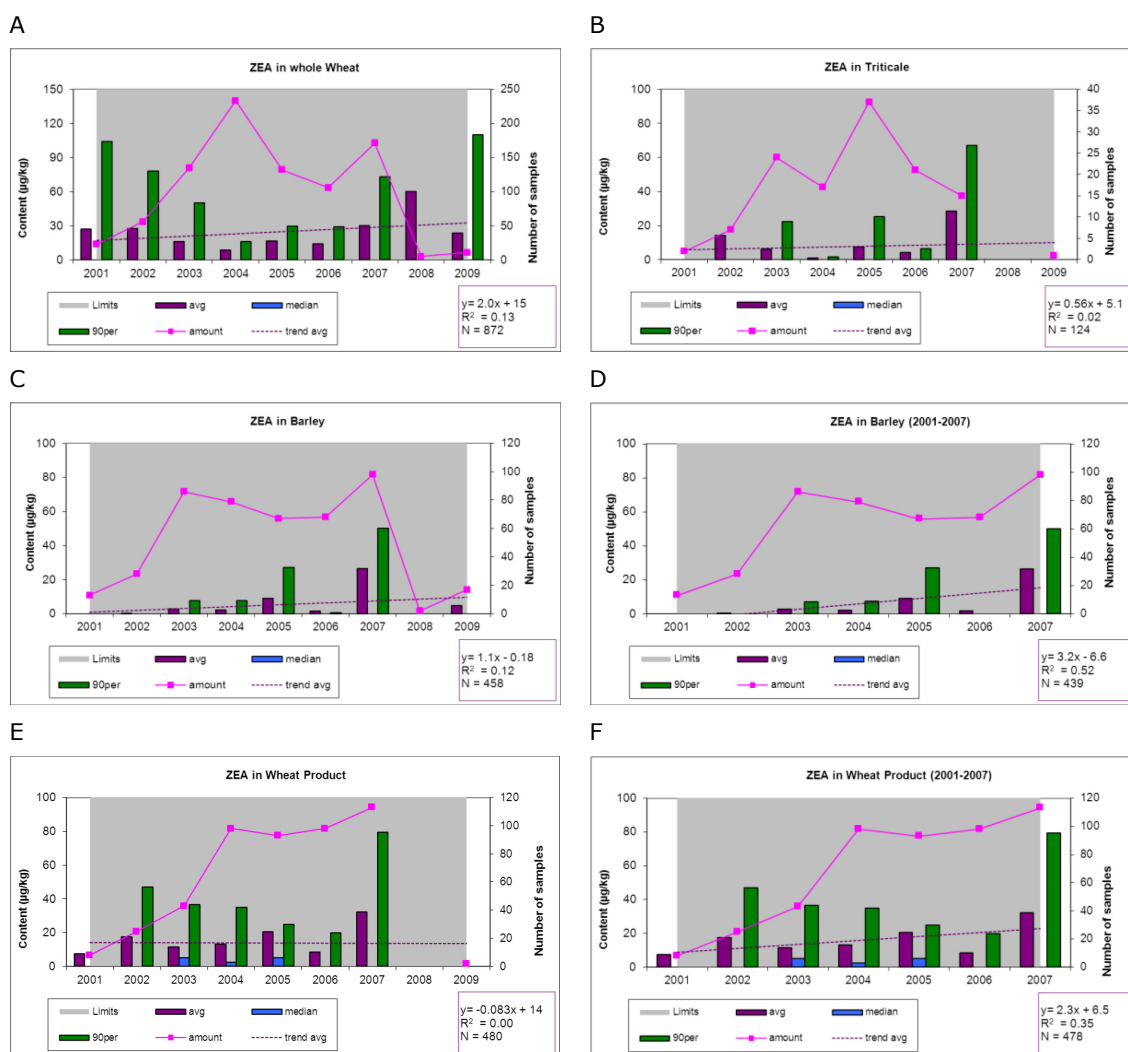 A
ZEA in whole Wheat
Content (µg/kg)
150
120
90
60
30
0
250
200
150
100
50
0
Number of samples
2001 2002 2003 2004 2005 2006 2007 2008 2009
Limits avg median
90per amount trend avg
y= 2.0x + 15
R² = 0.13
N = 872
B
ZEA in Triticale
Content (µg/kg)
100
80
60
40
20
0
40
35
30
25
20
15
10
5
0
Number of samples
2001 2002 2003 2004 2005 2006 2007 2008 2009
Limits avg median
90per amount trend avg
y= 0.56x + 5.1
R² = 0.02
N = 124
C
ZEA in Barley
Content (µg/kg)
100
80
60
40
20
0
120
100
80
60
40
20
0
Number of samples
2001 2002 2003 2004 2005 2006 2007 2008 2009
Limits avg median
90per amount trend avg
y= 1.1x - 0.18
R² = 0.12
N = 458
D
ZEA in Barley (2001-2007)
Content (µg/kg)
100
80
60
40
20
0
120
100
80
60
40
20
0
Number of samples
2001 2002 2003 2004 2005 2006 2007
Limits avg median
90per amount trend avg
y= 3.2x - 6.6
R² = 0.52
N = 439
E
ZEA in Wheat Product
Content (µg/kg)
100
80
60
40
20
0
120
100
80
60
40
20
0
Number of samples
2001 2002 2003 2004 2005 2006 2007 2008 2009
Limits avg median
90per amount trend avg
y= -0.083x + 14
R² = 0.00
N = 480
F
ZEA in Wheat Product (2001-2007)
Content (µg/kg)
100
80
60
40
20
0
120
100
80
60
40
20
0
Number of samples
2001 2002 2003 2004 2005 2006 2007
Limits avg median
90per amount trend avg
y= 2.3x + 6.5
R² = 0.35
N = 478